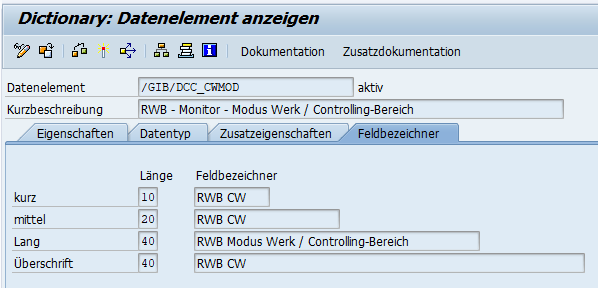 Dictionary: Datenelement anzeigen
Dokumentation Zusatzdokumentation
Datenelement /GIB/DCC_CWMOD aktiv
Kurzbeschreibung RWB - Monitor - Modus Werk / Controlling-Bereich
Eigenschaften Datentyp Zusatzeigenschaften Feldbezeichner
Länge Feldbezeichner
kurz 10 RWB CW
mittel 20 RWB CW
Lang 40 RWB Modus Werk / Controlling-Bereich
Überschrift 40 RWB CW